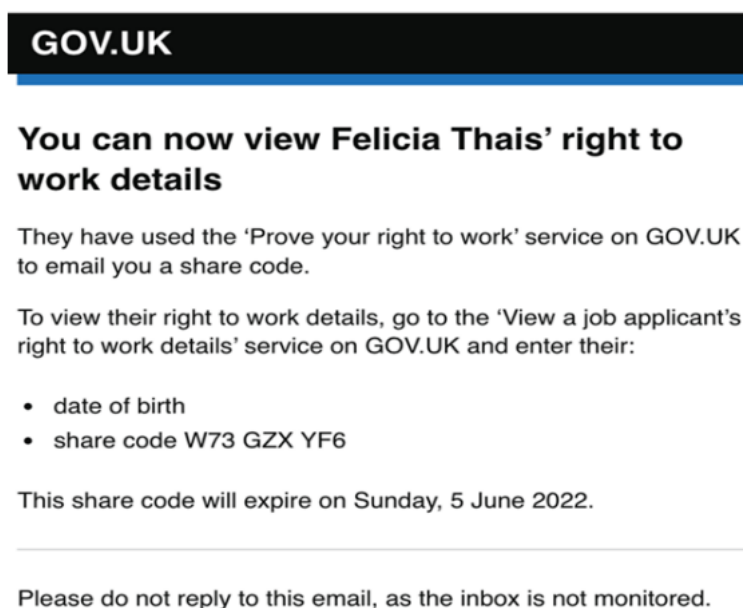 GOV.UK
You can now view Felicia Thais’ right to
work details
They have used the ‘Prove your right to work’ service on GOV.UK
to email you a share code.
To view their right to work details, go to the ‘View a job applicant’s
right to work details’ service on GOV.UK and enter their:
• date of birth
• share code W73 GZX YF6
This share code will expire on Sunday, 5 June 2022.
Please do not reply to this email, as the inbox is not monitored.